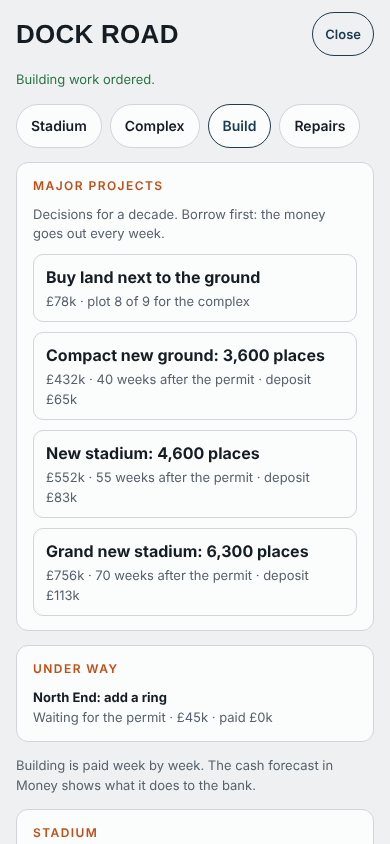 DOCK ROAD
Close
Building work ordered.
Stadium
Complex
Build
Repairs
MAJOR PROJECTS
Decisions for a decade. Borrow first: the money
goes out every week.
Buy land next to the ground
£78k · plot 8 of 9 for the complex
Compact new ground: 3,600 places
£432k · 40 weeks after the permit · deposit
£65k
New stadium: 4,600 places
£552k · 55 weeks after the permit · deposit
£83k
Grand new stadium: 6,300 places
£756k · 70 weeks after the permit · deposit
£113k
UNDER WAY
North End: add a ring
Waiting for the permit · £45k · paid £0k
Building is paid week by week. The cash forecast in
Money shows what it does to the bank.
STADIUM